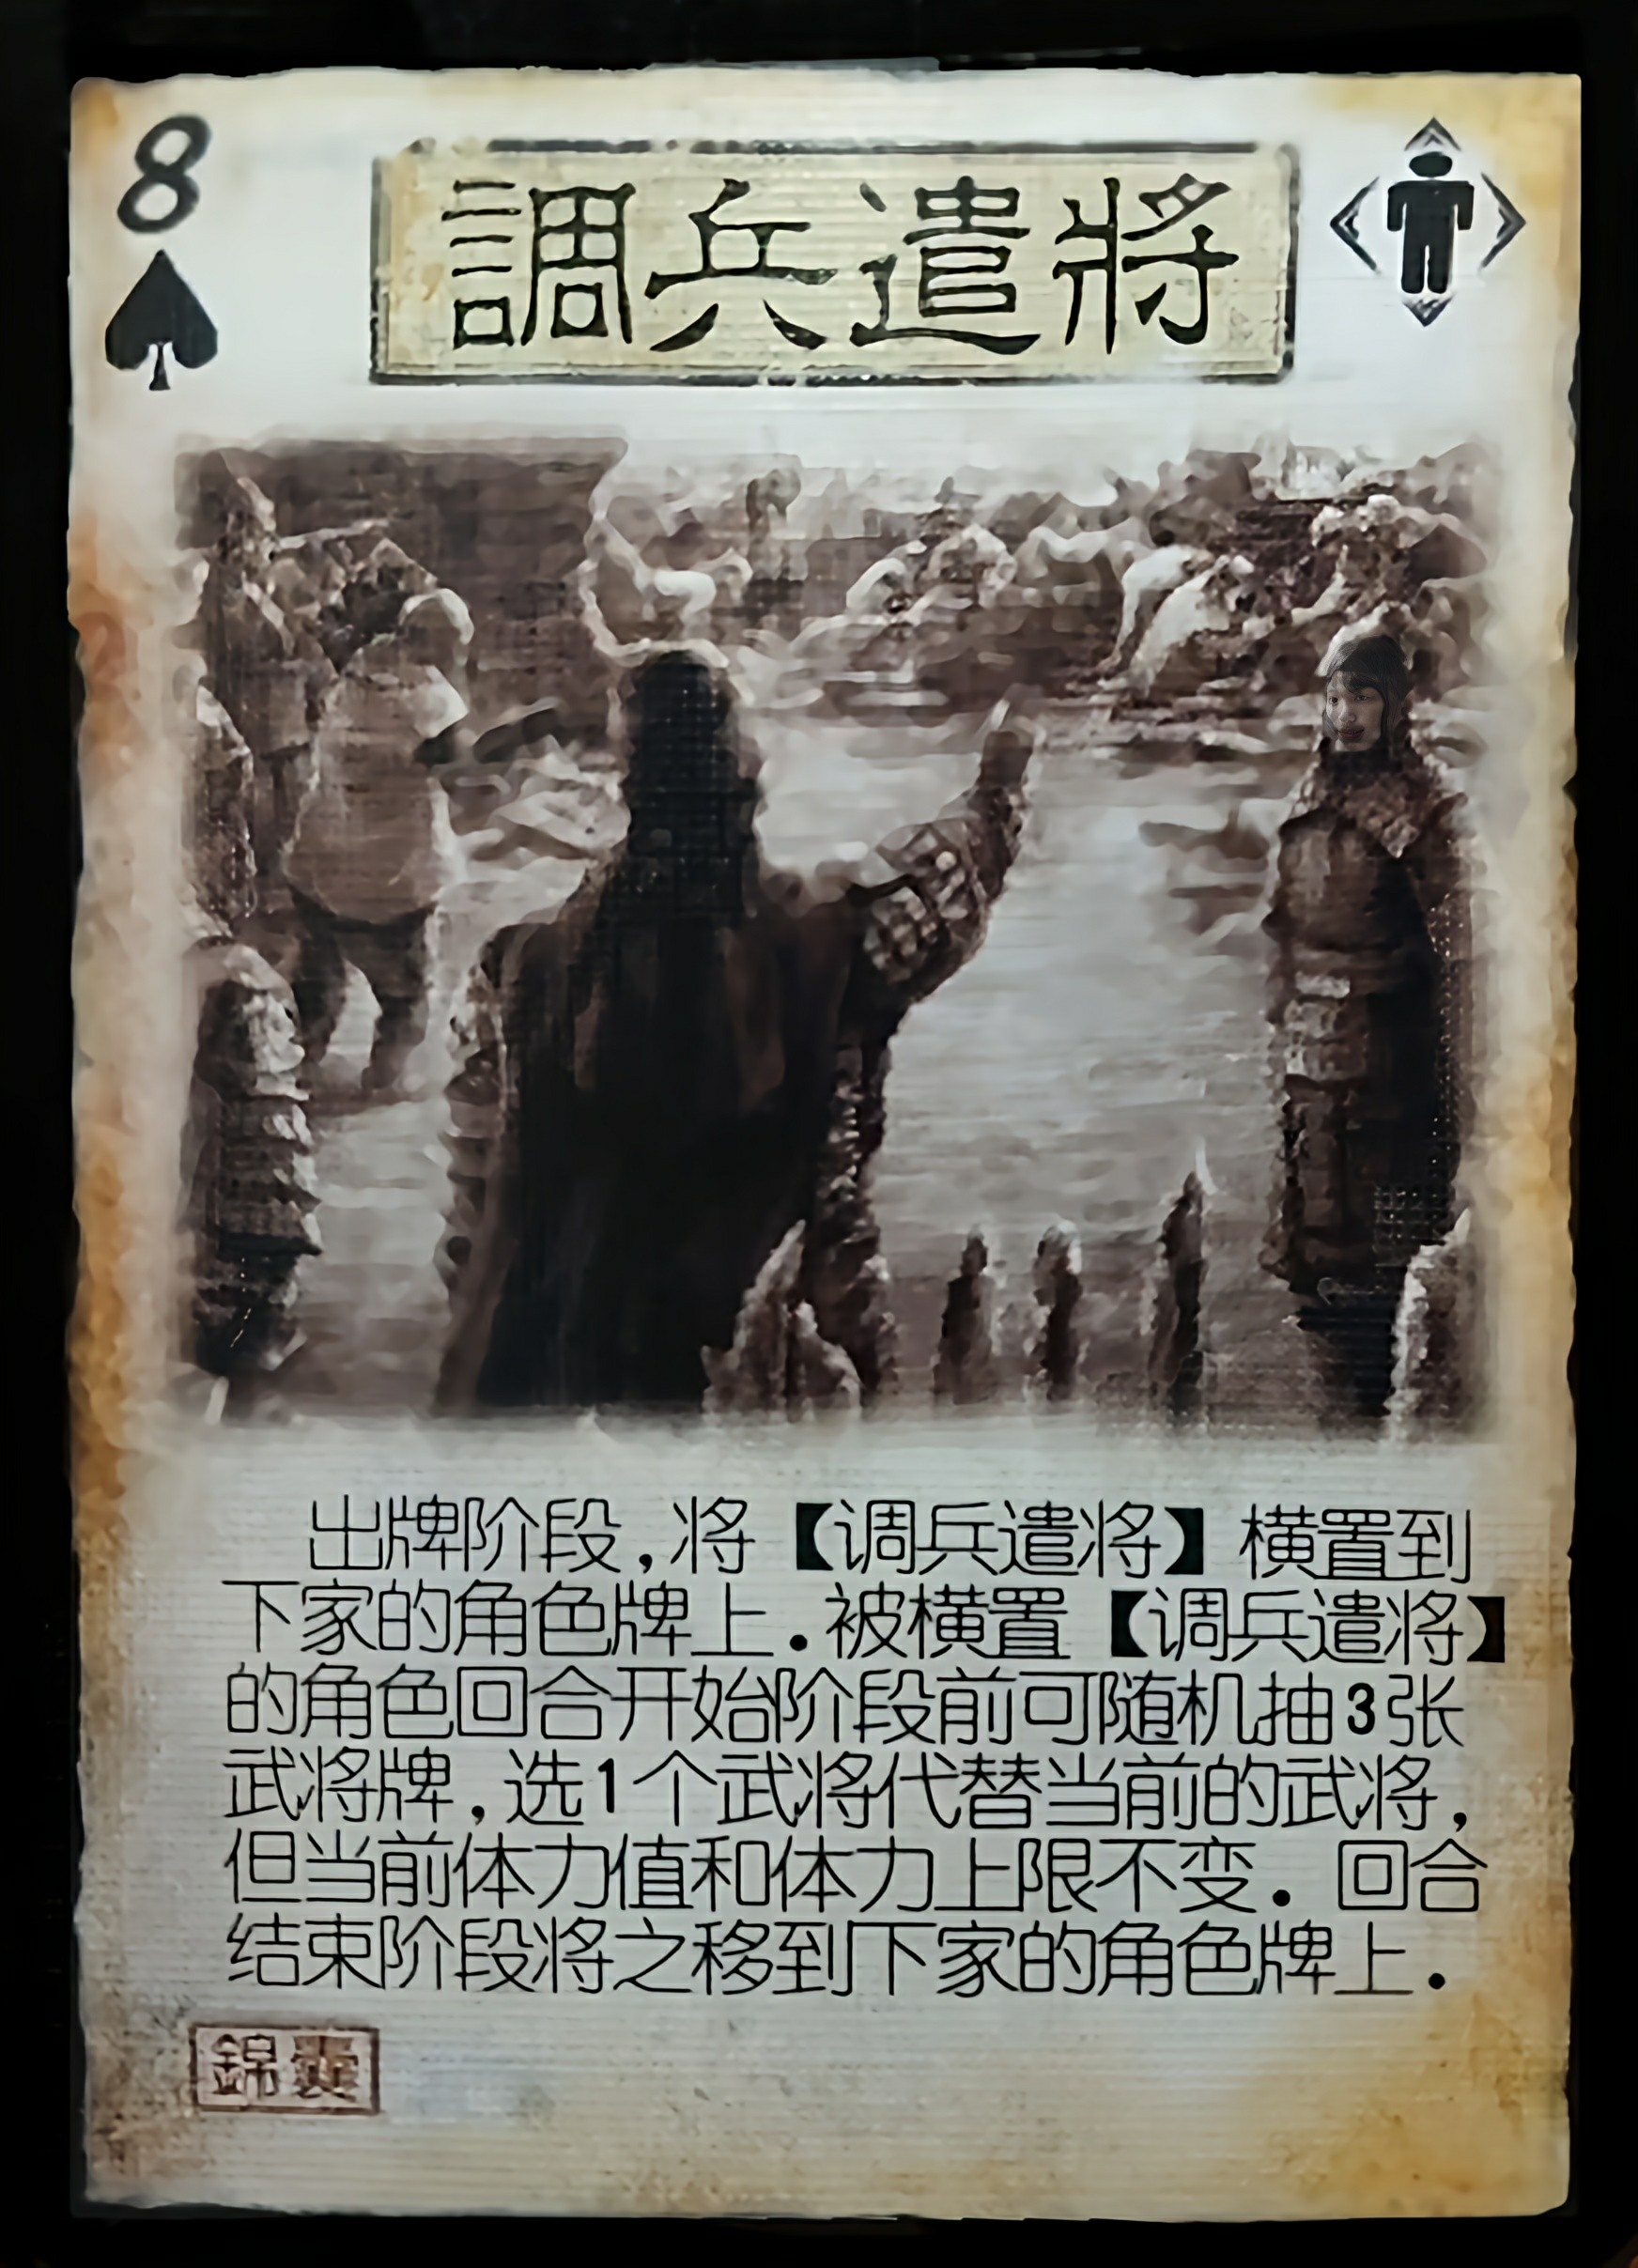 8
調兵遣將
出牌阶段,将【调兵遣将】横置到
下家的角色牌上.被横置【调兵遣将】
的角色回合开始阶段前可随机抽3张
武将牌,选1个武将代替当前的武将,
但当前体力值和体力上限不变.回合
结束阶段将之移到下家的角色牌上.
錦囊